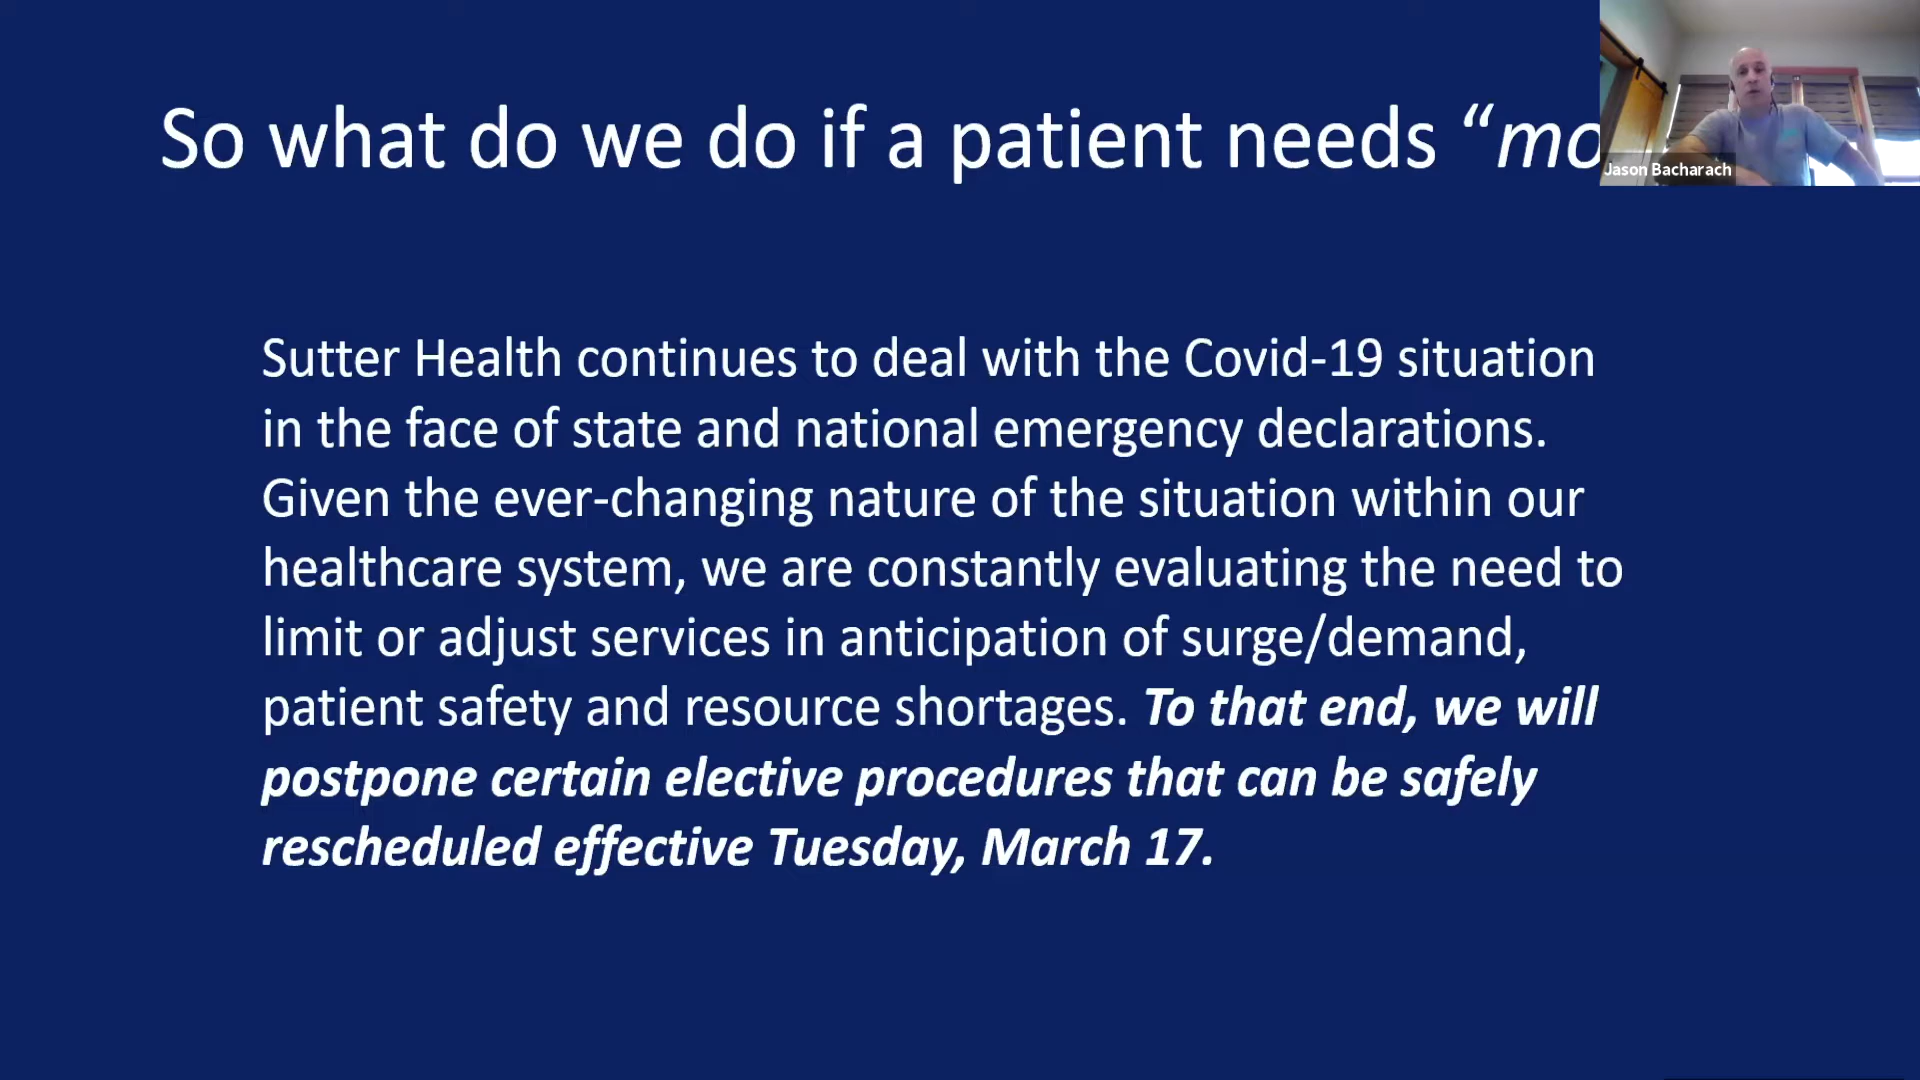 So what do we do if a patient needs “mo
Jason Bacharach
Sutter Health continues to deal with the Covid-19 situation
in the face of state and national emergency declarations.
Given the ever-changing nature of the situation within our
healthcare system, we are constantly evaluating the need to
limit or adjust services in anticipation of surge/demand,
patient safety and resource shortages. To that end, we will
postpone certain elective procedures that can be safely
rescheduled effective Tuesday, March 17.